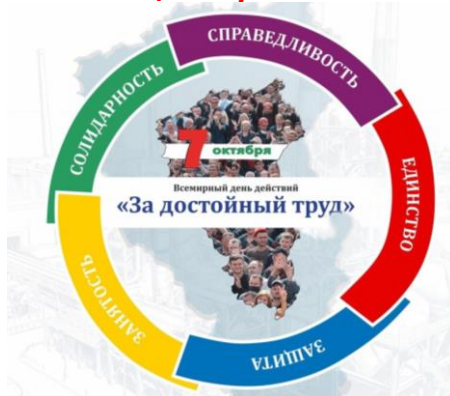 СПРАВЕДЛИВОСТЬ
СОЛИДАРНОСТЬ
ЕДИНСТВО
7
октября
Всемирный день действий
«За достойный труд»
ЗАНЯТОСТЬ
ЗАЩИТА